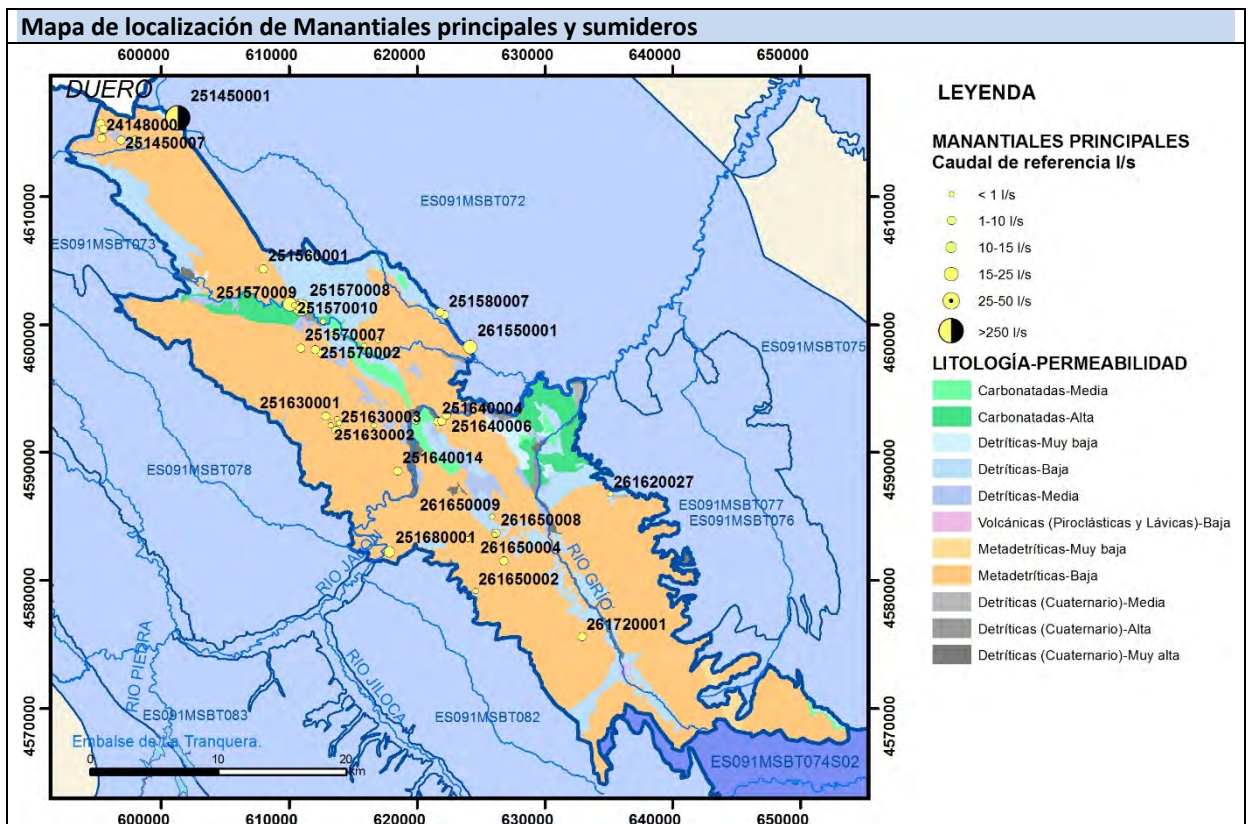 Mapa de localización de Manantiales principales y sumideros
600000 610000 620000 630000 640000 650000
DUERO
251450001
251450007
4610000
4610000
ES091MSBT072
ES091MSBT073
251560001
251570009
251570008
251570010
251580007
261550001
4600000
4600000
251570007
251570002
ES091MSBT075
251630001
251630003
251630002
251640004
251640006
4590000
4590000
ES091MSBT078
251640014
261620027
ES091MSBT077
ES091MSBT076
261650009
261650008
251680001
261650004
RIO GRÍO
RIO JALON
261650002
4580000
4580000
261720001
RIO PIEDRA
RIO JILOCA
4570000
4570000
ES091MSBT083
ES091MSBT082
ES091MSBT074S02
Embalse de La Tranquera.
0 10 20
km
600000 610000 620000 630000 640000 650000
LEYENDA
MANANTIALES PRINCIPALES
Caudal de referencia l/s
< 1 l/s
1-10 l/s
10-15 l/s
15-25 l/s
25-50 l/s
>250 l/s
LITOLOGÍA-PERMEABILIDAD
Carbonatadas-Media
Carbonatadas-Alta
Detríticas-Muy baja
Detríticas-Baja
Detríticas-Media
Volcánicas (Piroclásticas y Lávicas)-Baja
Metadetríticas-Muy baja
Metadetríticas-Baja
Detríticas (Cuaternario)-Media
Detríticas (Cuaternario)-Alta
Detríticas (Cuaternario)-Muy alta